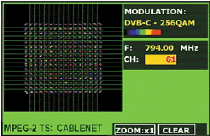 MODULATION:
DVB-C - 256QAM
F: 794.00 MHz
CH: 61
MPEG-2 TS: CABLENET
ZOOM:x1 CLEAR